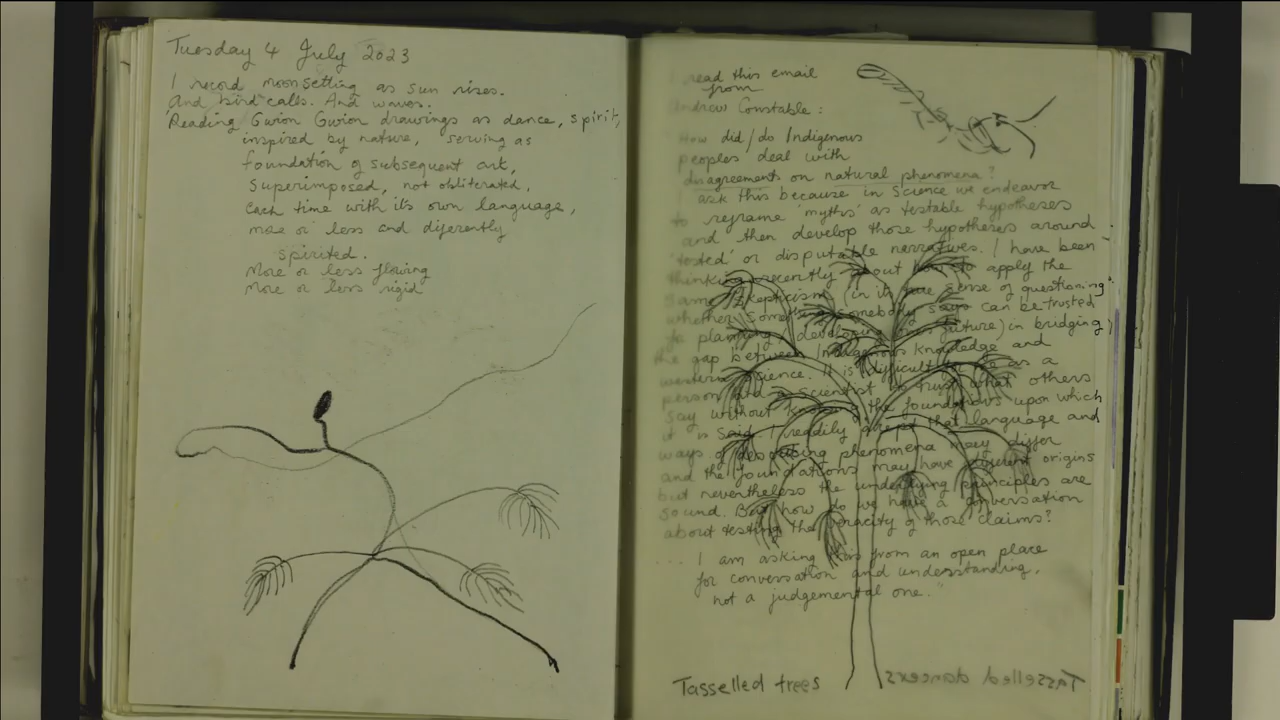 Tuesday 4 July 2023
I record moonsetting as sun rises.
And bird calls. And waves.
Reading Gwion Gwion drawings as dance, spirit,
inspired by nature, serving as
foundation of subsequent art,
Superimposed, not obliterated,
Each time with it's own language,
more or less and differently
spirited.
More or less flowing
More or less rigid
I read this email
from
Andrew Constable:
"How did/do Indigenous
peoples deal with
disagreements on natural phenomena?
I ask this because in Science we endeavor
to reframe 'myths' as testable hypotheses
and then develop those hypotheses around
'tested' or disputable narratives. I have been
thinking recently about how to apply the
same skepticism (in its true sense of questioning
whether something somebody says can be trusted
for planning, developing our future) in bridging
the gap between Indigenous knowledge and
western science. It is difficult for me as a
person and a scientist to trust what others
say without knowing the foundations upon which
it is said. I readily accept that language and
ways of describing phenomena may differ
and the foundations may have different origins
but nevertheless the underlying principles are
sound. But how do we have a conversation
about testing the veracity of those claims?
... I am asking this from an open place
for conversation and understanding,
not a judgemental one."
Tasselled trees
Tasselled dancers